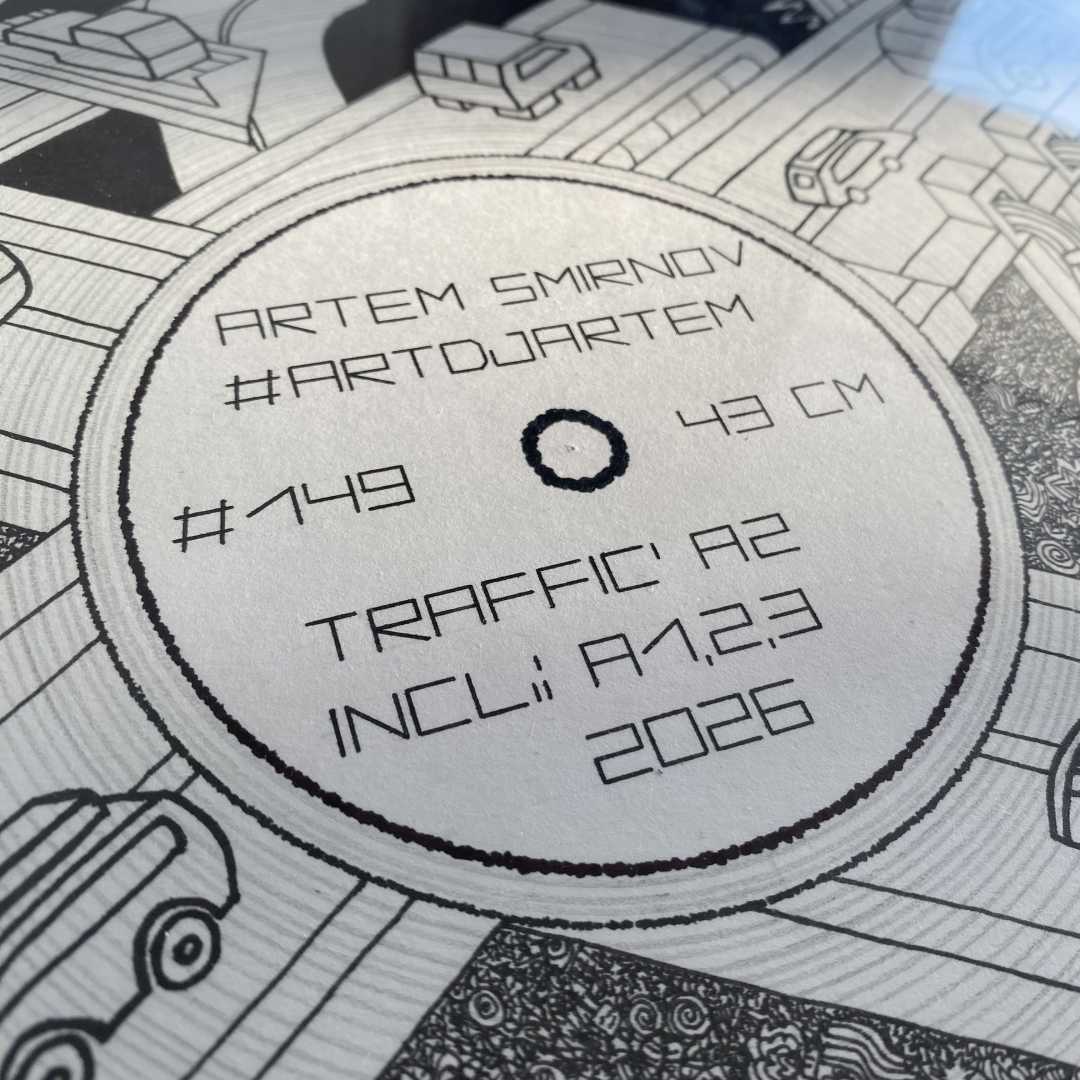 ARTEM SMIRNOV
#ARTDJARTEM
43 CM
#149
TRAFFIC' A2
INCL¡¡ A1,2,3
2026